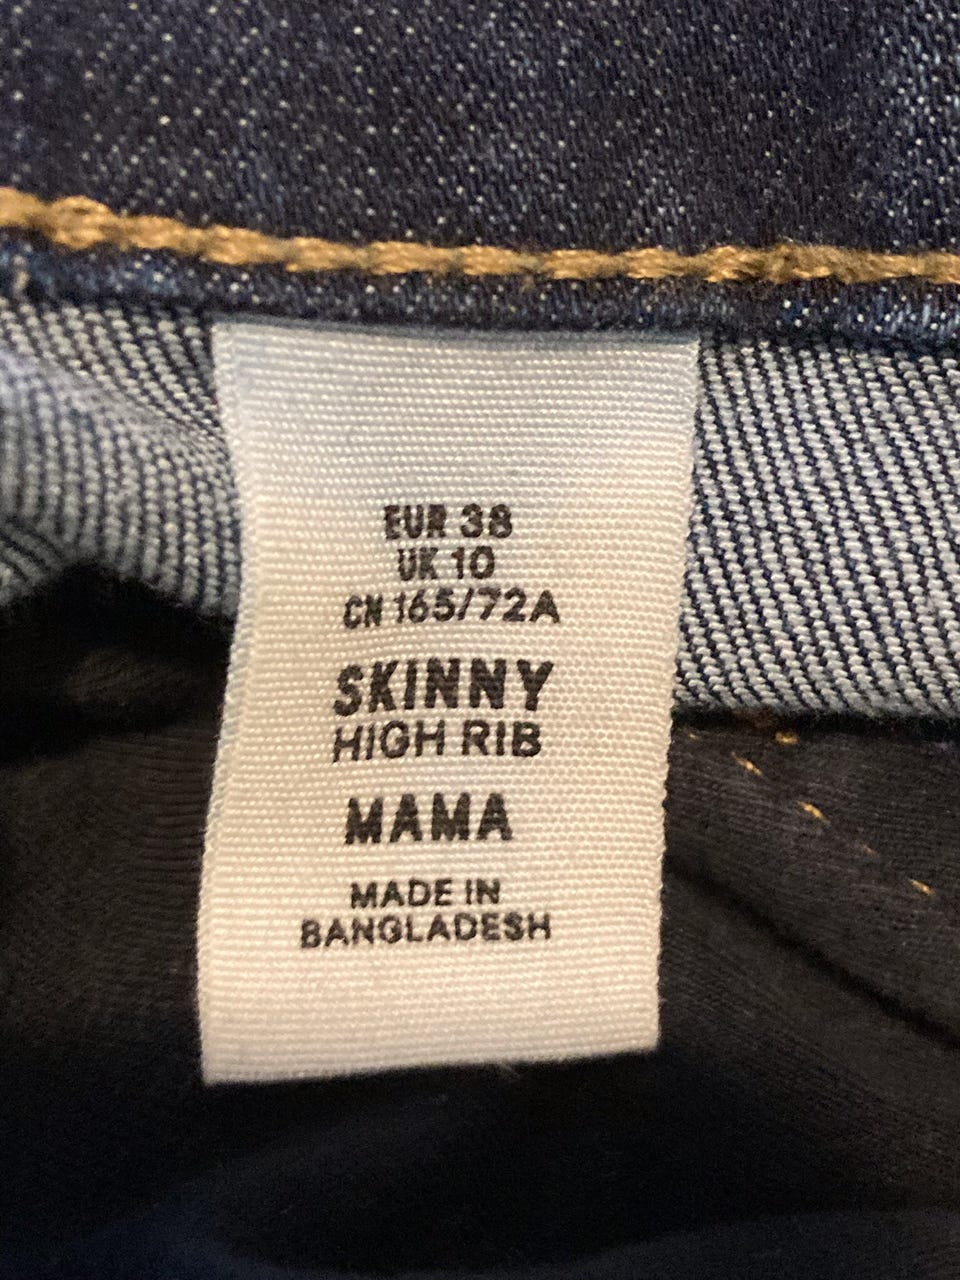 EUR 38
UK 10
CN 165/72A
SKINNY
HIGH RIB
MAMA
MADE IN
BANGLADESH